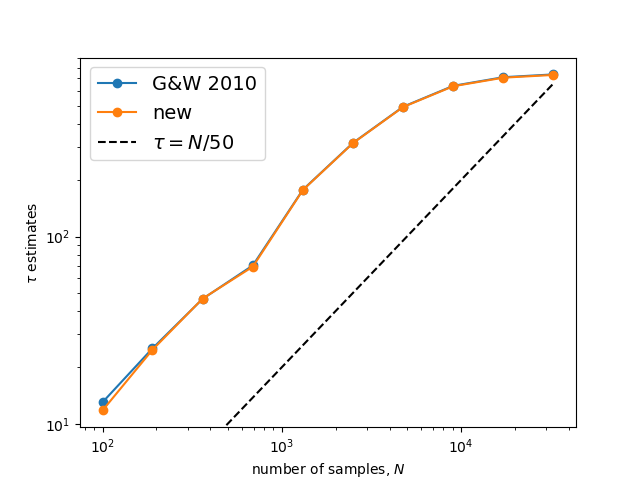 G&W 2010
new
τ = N/50
10²
10¹
τ estimates
10²
10³
10⁴
number of samples, N